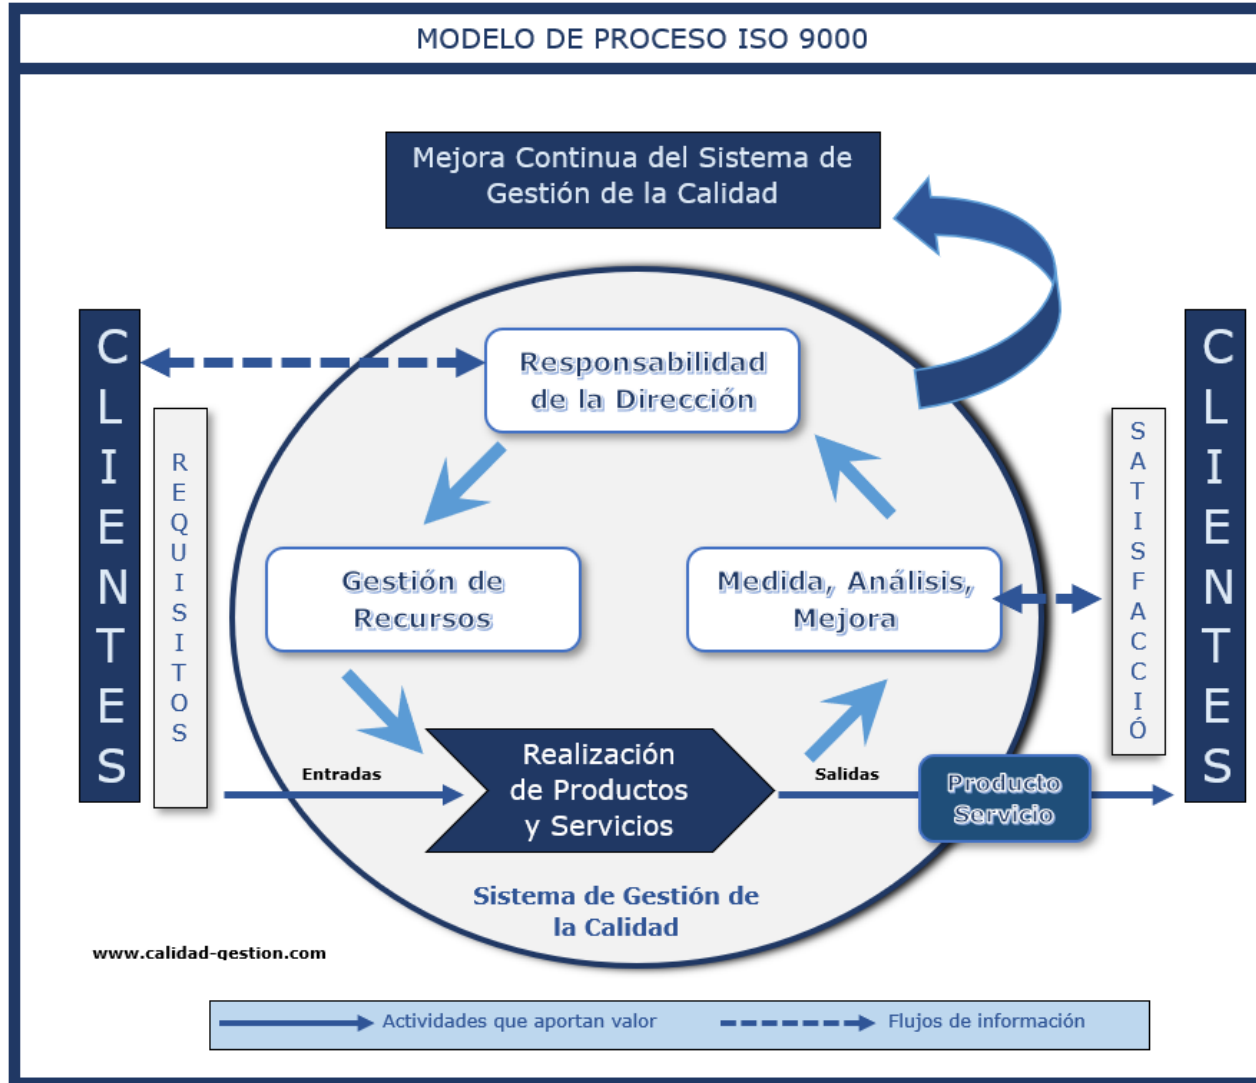 MODELO DE PROCESO ISO 9000
Mejora Continua del Sistema de
Gestión de la Calidad
CLIENTES
REQUISITOS
Responsabilidad
de la Dirección
Gestión de
Recursos
Medida, Análisis,
Mejora
SATISFACCIÓ
CLIENTES
Entradas
Realización
de Productos
y Servicios
Salidas
Producto
Servicio
Sistema de Gestión de
la Calidad
www.calidad-gestion.com
Actividades que aportan valor
Flujos de información